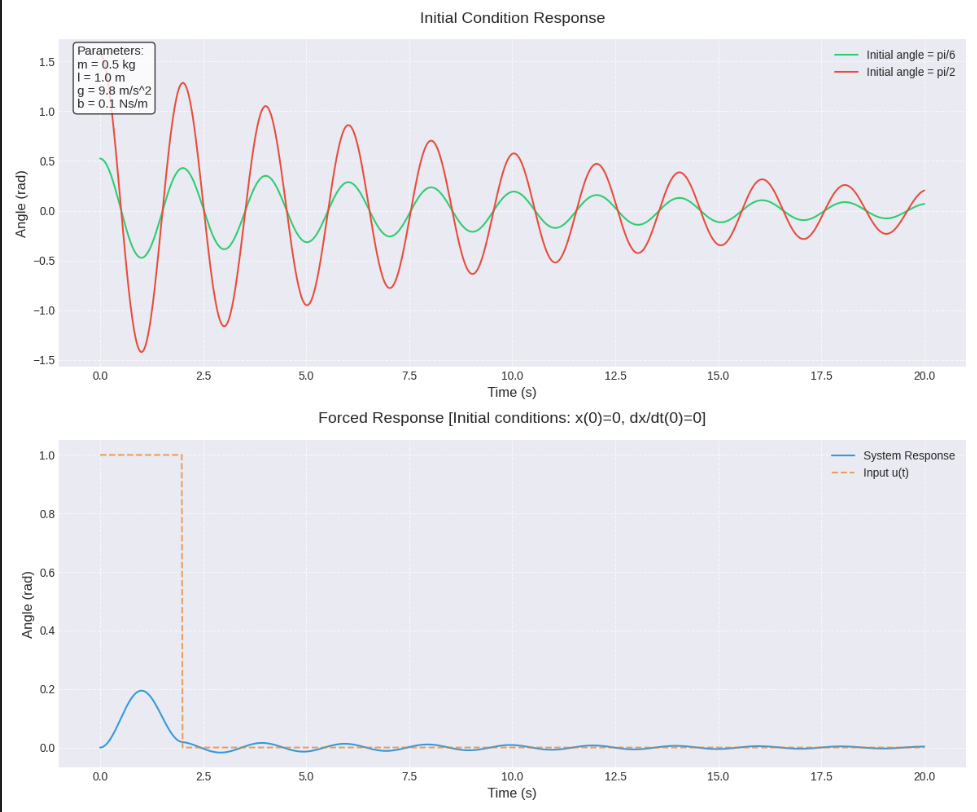 Initial Condition Response
Parameters:
m = 0.5 kg
l = 1.0 m
g = 9.8 m/s^2
b = 0.1 Ns/m
Initial angle = pi/6
Initial angle = pi/2
Angle (rad)
1.5
1.0
0.5
0.0
−0.5
−1.0
−1.5
0.0 2.5 5.0 7.5 10.0 12.5 15.0 17.5 20.0
Time (s)
Forced Response [Initial conditions: x(0)=0, dx/dt(0)=0]
System Response
Input u(t)
Angle (rad)
1.0
0.8
0.6
0.4
0.2
0.0
0.0 2.5 5.0 7.5 10.0 12.5 15.0 17.5 20.0
Time (s)